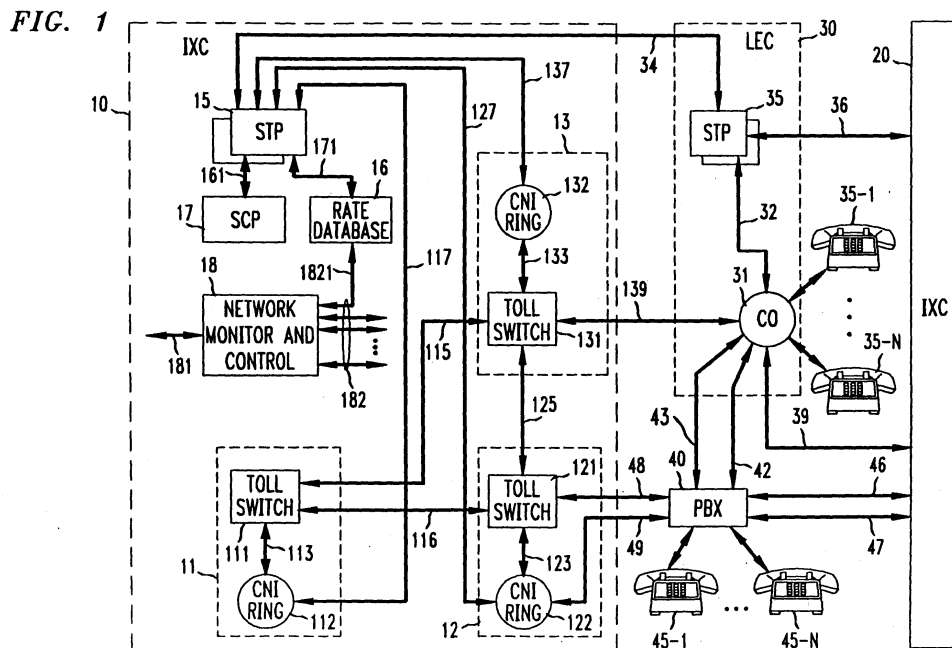 FIG. 1
IXC
LEC
30
20
34
137
15
STP
10
127
35
STP
36
13
161
171
16
CNI RING
132
17
SCP
RATE DATABASE
32
35-1
1821
117
133
31
18
NETWORK MONITOR AND CONTROL
TOLL SWITCH
139
CO
IXC
115
131
181
182
35-N
125
43
39
121
40
42
TOLL SWITCH
TOLL SWITCH
48
PBX
46
111
113
116
49
47
11
123
CNI RING
112
12
CNI RING
122
45-1
45-N